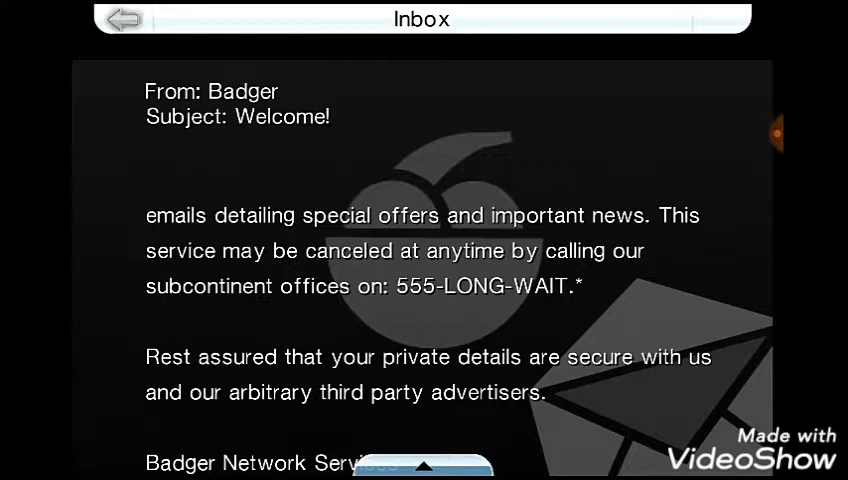 Inbox
From: Badger
Subject: Welcome!
emails detailing special offers and important news. This
service may be canceled at anytime by calling our
subcontinent offices on: 555-LONG-WAIT.*
Rest assured that your private details are secure with us
and our arbitrary third party advertisers.
Badger Network Services
Made with
VideoShow